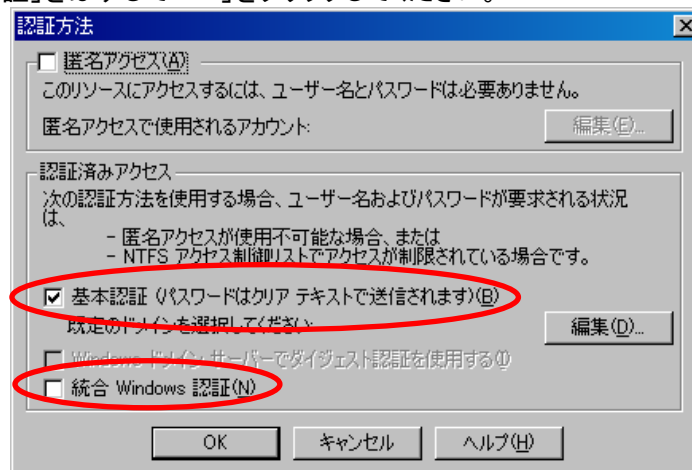 認証方法
匿名アクセス(A)
このリソースにアクセスするには、ユーザー名とパスワードは必要ありません。
匿名アクセスで使用されるアカウント:
編集(E)...
認証済みアクセス
次の認証方法を使用する場合、ユーザー名およびパスワードが要求される状況
は、
- 匿名アクセスが使用不可能な場合、または
- NTFS アクセス制御リストでアクセスが制限されている場合です。
基本認証 (パスワードはクリア テキストで送信されます)(B)
既定のドメインを選択してください:
編集(D)...
Windows ドメイン サーバーでダイジェスト認証を使用する(I)
統合 Windows 認証(N)
OK
キャンセル
ヘルプ(H)